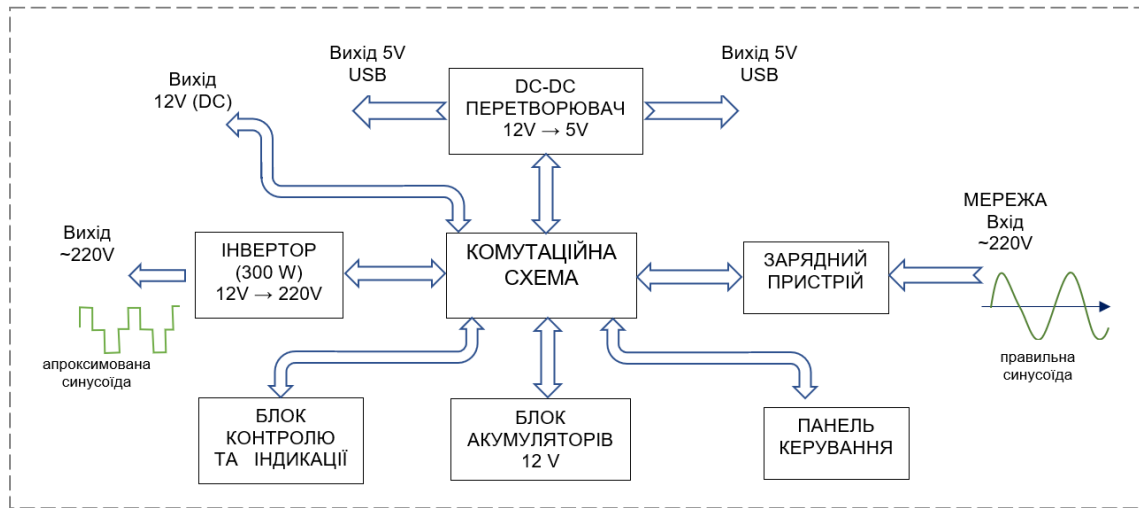 Вихід 5V
USB
Вихід 5V
USB
Вихід
12V (DC)
DC-DC
ПЕРЕТВОРЮВАЧ
12V → 5V
МЕРЕЖА
Вхід
~220V
Вихід
~220V
ІНВЕРТОР
(300 W)
12V → 220V
КОМУТАЦІЙНА
СХЕМА
ЗАРЯДНИЙ
ПРИСТРІЙ
апроксимована
синусоїда
правильна
синусоїда
БЛОК
КОНТРОЛЮ
ТА ІНДИКАЦІЇ
БЛОК
АКУМУЛЯТОРІВ
12 V
ПАНЕЛЬ
КЕРУВАННЯ